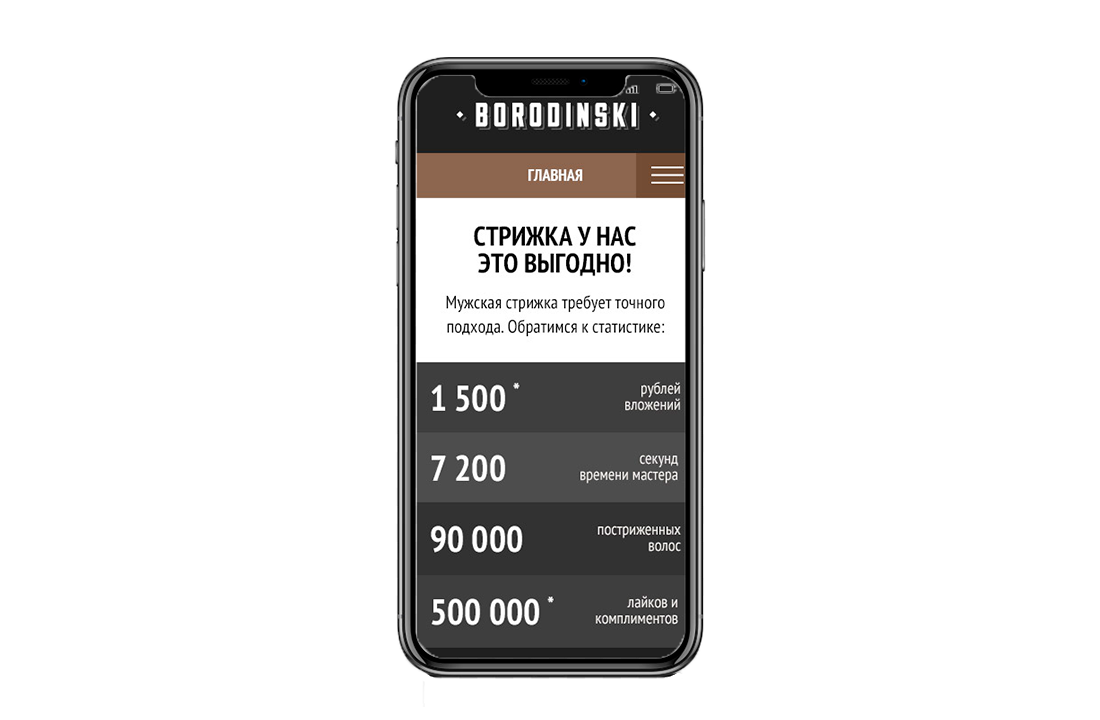 BORODINSKI
ГЛАВНАЯ
СТРИЖКА У НАС
ЭТО ВЫГОДНО!
Мужская стрижка требует точного
подхода. Обратимся к статистике:
1 500 *
рублей
вложений
7 200
секунд
времени мастера
90 000
постриженных
волос
500 000 *
лайков и
комплиментов